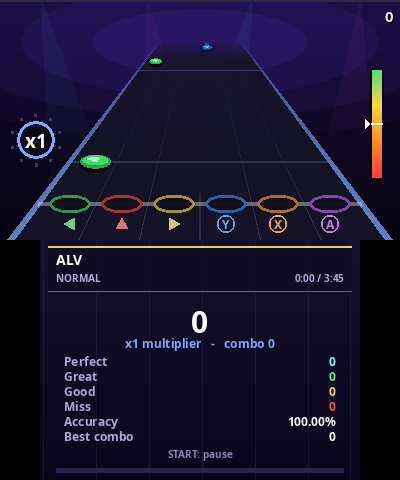 0
x1
Y X A
ALV
NORMAL 0:00 / 3:45
0
x1 multiplier - combo 0
Perfect 0
Great 0
Good 0
Miss 0
Accuracy 100.00%
Best combo 0
START: pause